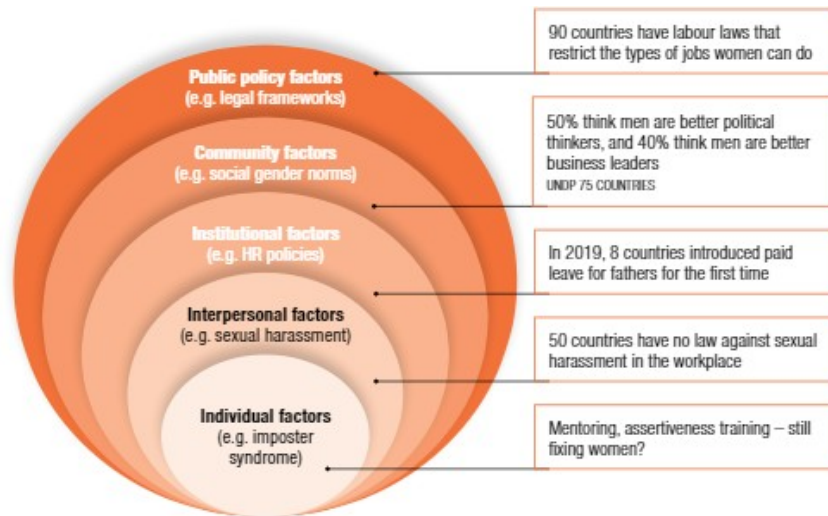 Public policy factors
(e.g. legal frameworks)
Community factors
(e.g. social gender norms)
Institutional factors
(e.g. HR policies)
Interpersonal factors
(e.g. sexual harassment)
Individual factors
(e.g. imposter
syndrome)
90 countries have labour laws that
restrict the types of jobs women can do
50% think men are better political
thinkers, and 40% think men are better
business leaders
UNDP 75 COUNTRIES
In 2019, 8 countries introduced paid
leave for fathers for the first time
50 countries have no law against sexual
harassment in the workplace
Mentoring, assertiveness training – still
fixing women?